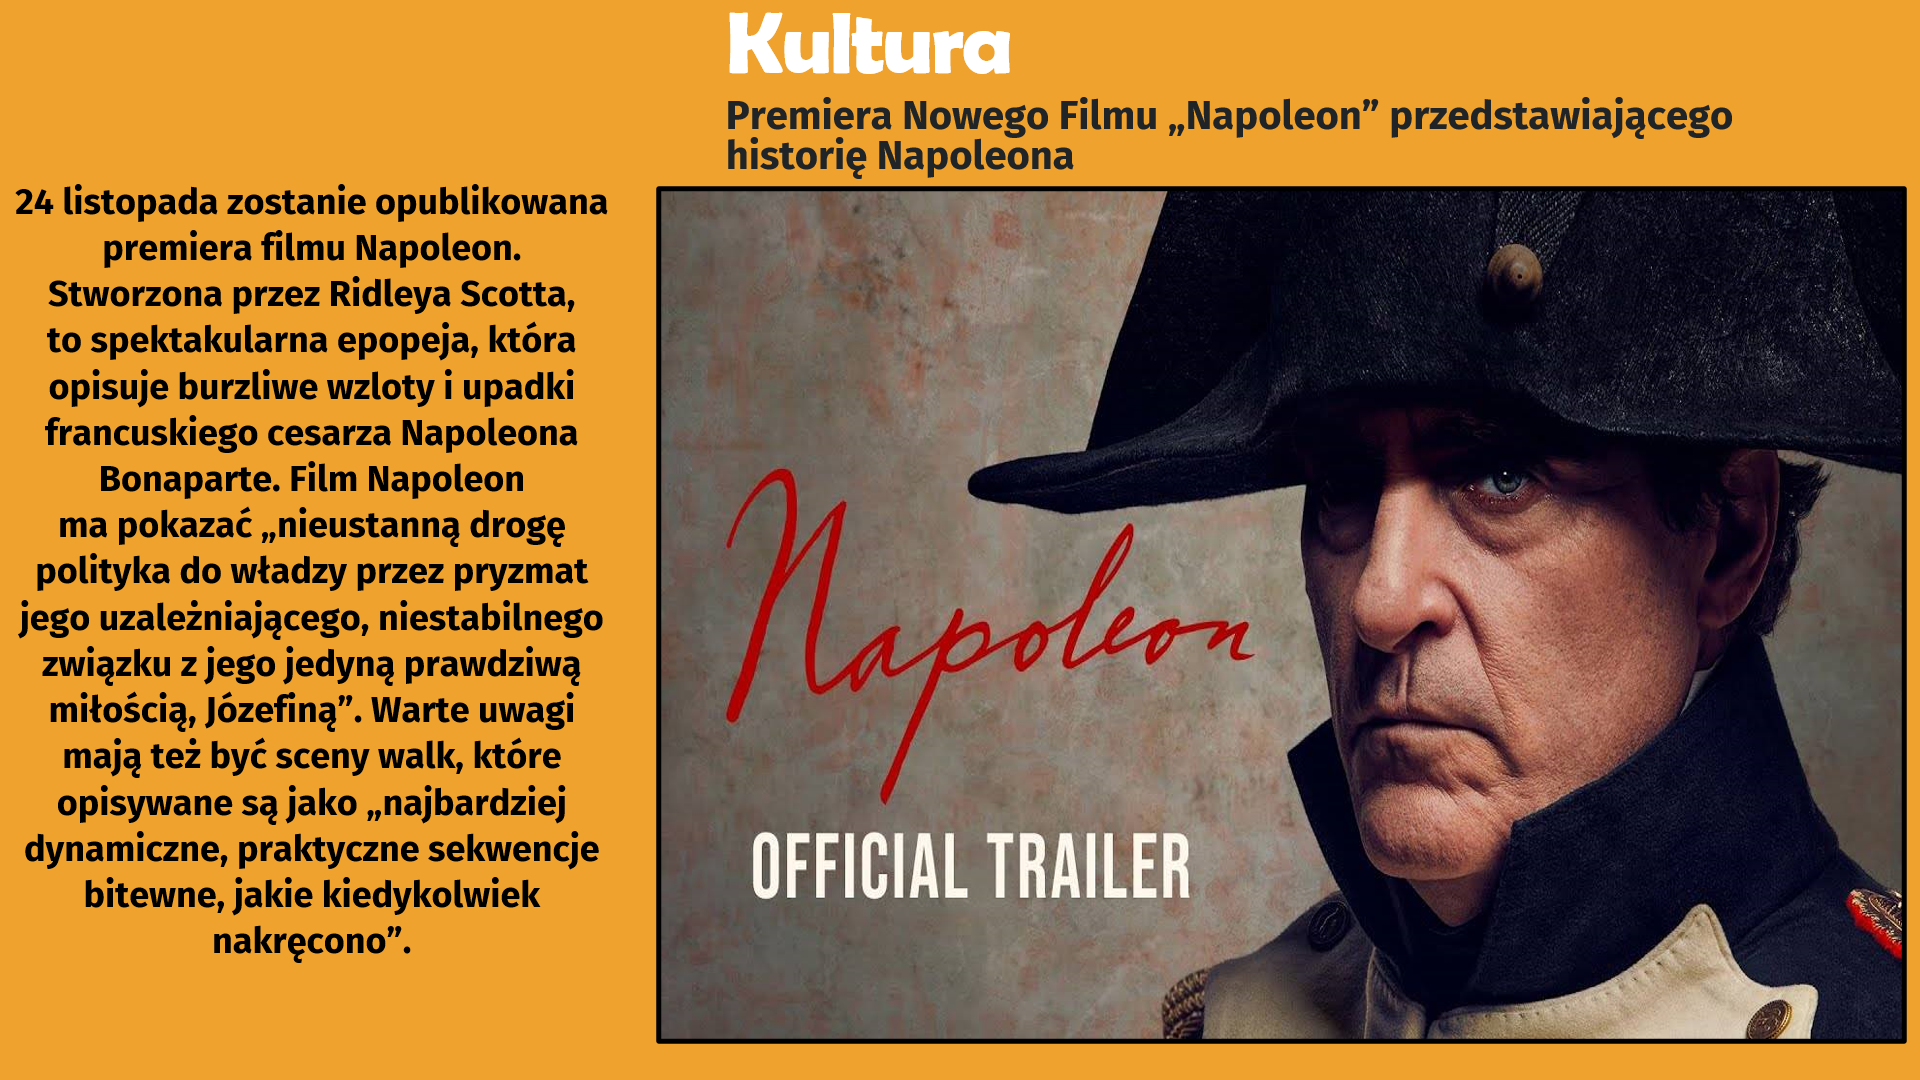 Kultura
Premiera Nowego Filmu „Napoleon” przedstawiającego
historię Napoleona
24 listopada zostanie opublikowana
premiera filmu Napoleon.
Stworzona przez Ridleya Scotta,
to spektakularna epopeja, która
opisuje burzliwe wzloty i upadki
francuskiego cesarza Napoleona
Bonaparte. Film Napoleon
ma pokazać „nieustanną drogę
polityka do władzy przez pryzmat
jego uzależniającego, niestabilnego
związku z jego jedyną prawdziwą
miłością, Józefiną”. Warte uwagi
mają też być sceny walk, które
opisywane są jako „najbardziej
dynamiczne, praktyczne sekwencje
bitewne, jakie kiedykolwiek
nakręcono”.
Napoleon
OFFICIAL TRAILER